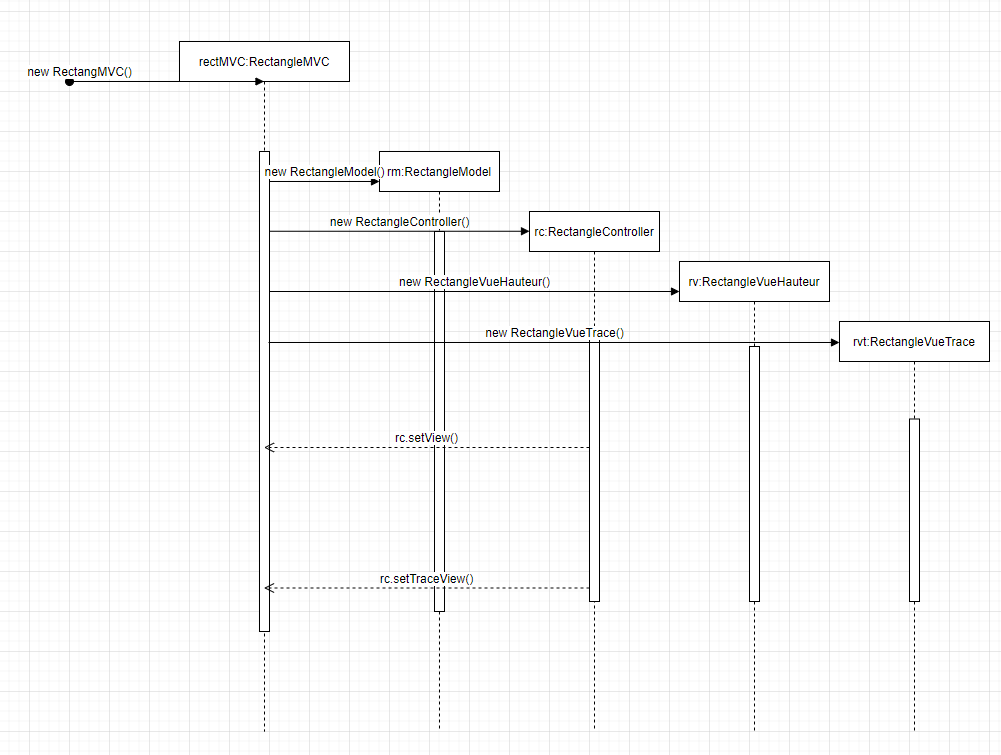 rectMVC:RectangleMVC
new RectangMVC()
new RectangleModel()
rm:RectangleModel
new RectangleController()
rc:RectangleController
new RectangleVueHauteur()
rv:RectangleVueHauteur
new RectangleVueTrace()
rvt:RectangleVueTrace
rc.setView()
rc.setTraceView()